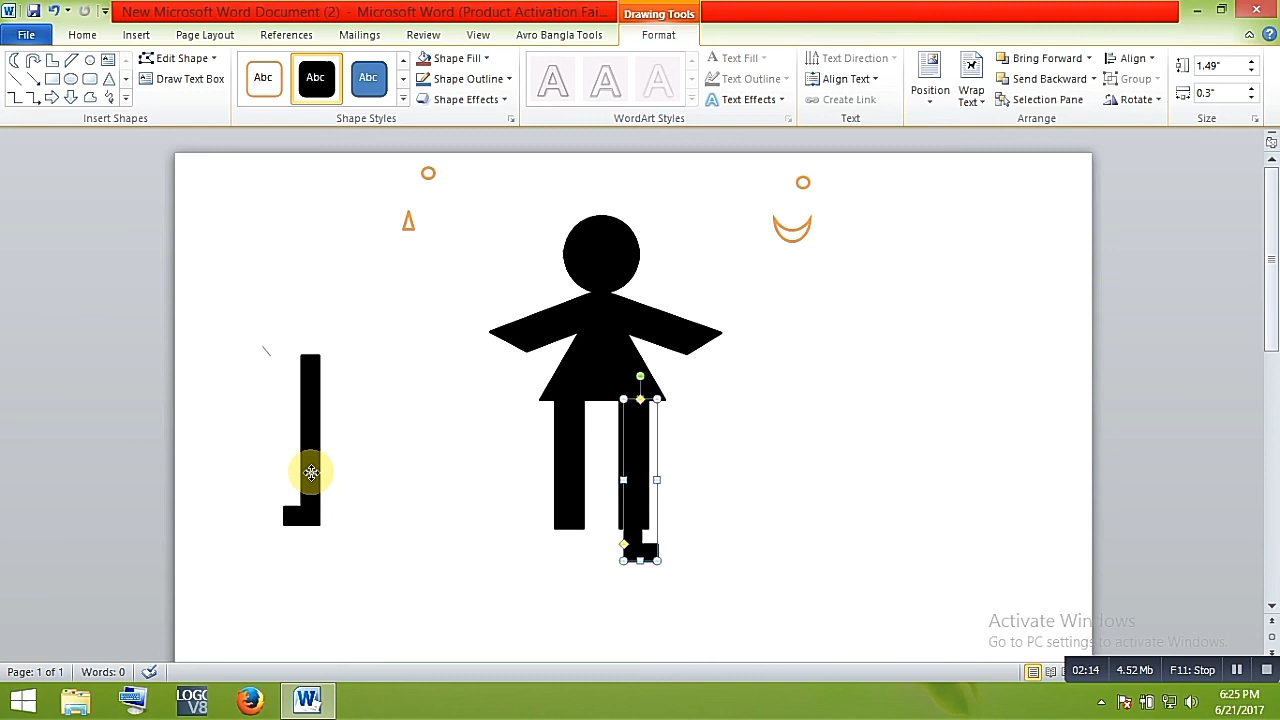 New Microsoft Word Document (2) - Microsoft Word (Product Activation Fai...
Drawing Tools
File Home Insert Page Layout References Mailings Review View Avro Bangla Tools Format
Edit Shape
Draw Text Box
Insert Shapes
Abc Abc Abc
Shape Fill
Shape Outline
Shape Effects
Shape Styles
A A A
Text Fill
Text Outline
Text Effects
WordArt Styles
Text Direction
Align Text
Create Link
Text
Position
Wrap
Text
Bring Forward
Send Backward
Selection Pane
Align
Group
Rotate
Arrange
1.49"
0.3"
Size
Activate Windows
Go to PC settings to activate Windows.
Page: 1 of 1 Words: 0
02:14 4.52 Mb F11: Stop
LOGO
V8
6:25 PM
6/21/2017